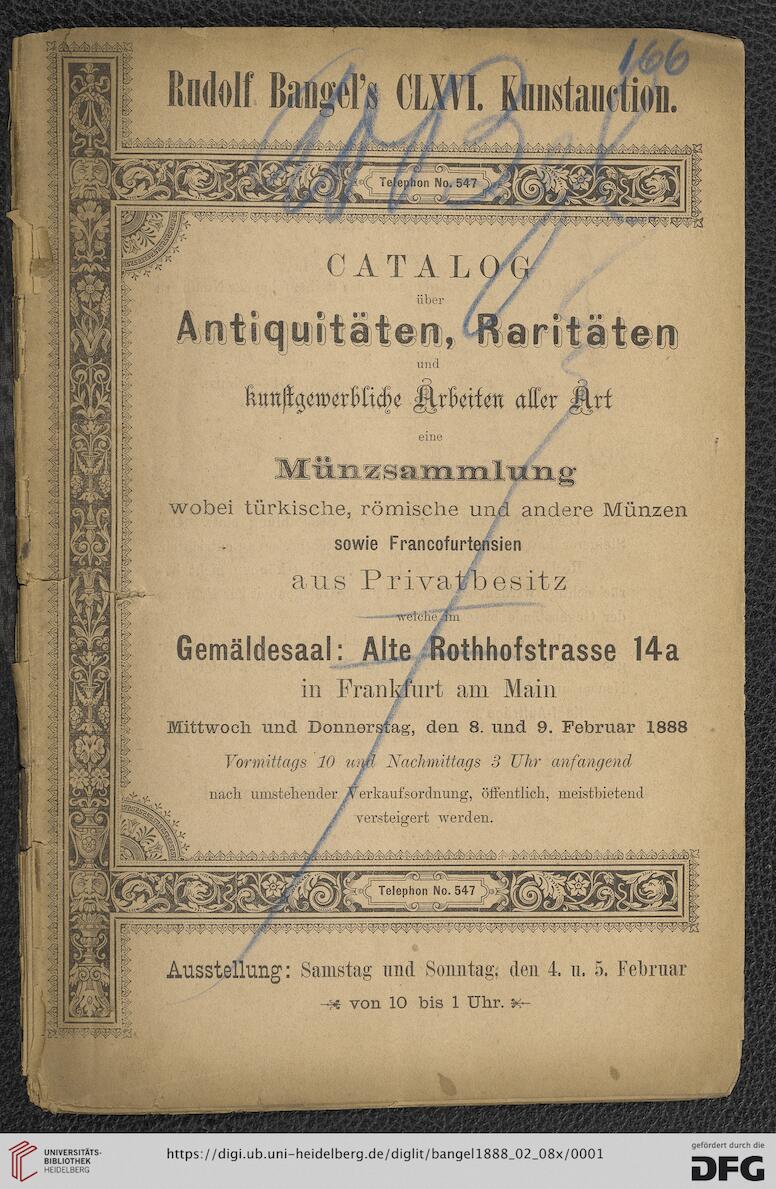 166
Rudolf Bangel's CLXVI. Kunstauction.
Telephon No. 547
CATALOG
über
Antiquitäten, Raritäten
und
kunstgewerbliche Arbeiten aller Art
eine
Münzsammlung
wobei türkische, römische und andere Münzen
sowie Francofurtensien
aus Privatbesitz
welche im
Gemäldesaal: Alte Rothhofstrasse 14a
in Frankfurt am Main
Mittwoch und Donnerstag, den 8. und 9. Februar 1888
Vormittags 10 und Nachmittags 3 Uhr anfangend
nach umstehender Verkaufsordnung, öffentlich, meistbietend
versteigert werden.
Telephon No. 547
Ausstellung: Samstag und Sonntag, den 4. u. 5. Februar
von 10 bis 1 Uhr.
UNIVERSITÄTS-
BIBLIOTHEK
HEIDELBERG
https://digi.ub.uni-heidelberg.de/diglit/bangel1888_02_08x/0001
gefördert durch die
DFG